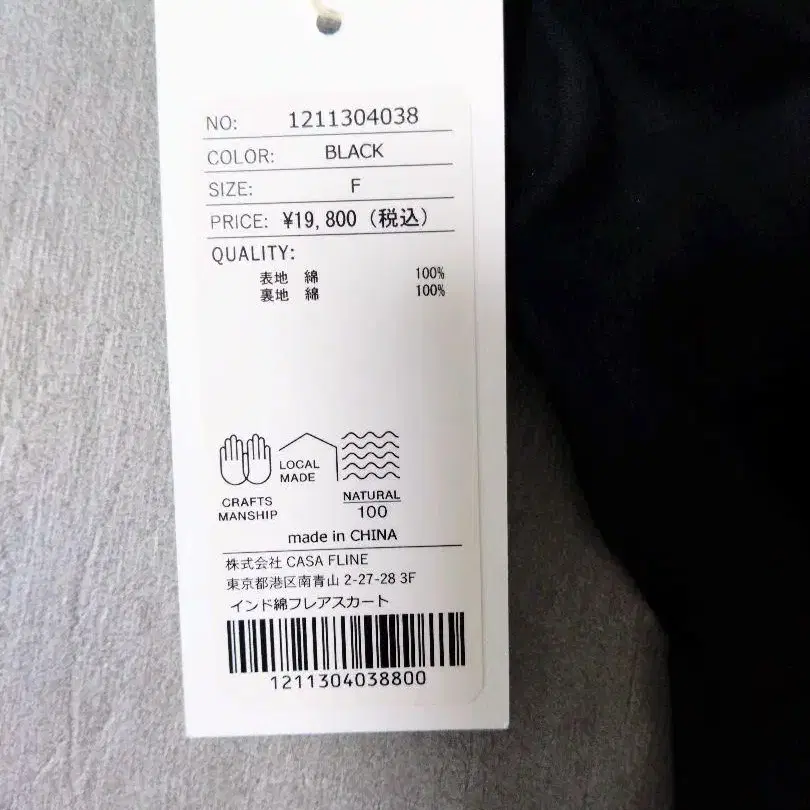 NO: 1211304038
COLOR: BLACK
SIZE: F
PRICE: ¥19,800 (税込)
QUALITY:
表地 綿 100%
裏地 綿 100%
CRAFTS
MANSHIP
LOCAL
MADE
NATURAL
100
made in CHINA
株式会社 CASA FLINE
東京都港区南青山 2-27-28 3F
インド綿フレアスカート
1211304038800